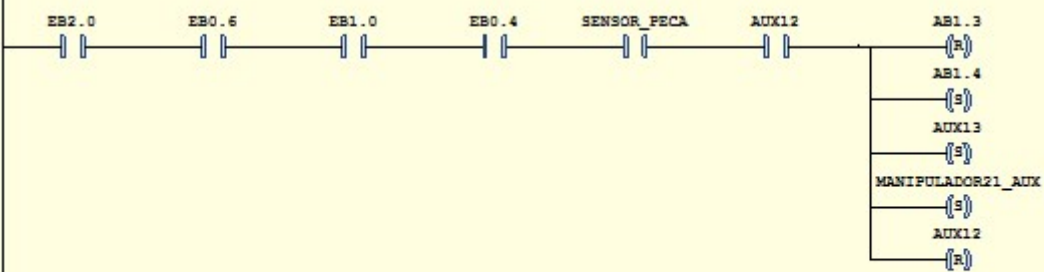 EB2.0 EB0.6 EB1.0 EB0.4 SENSOR_PECA AUX12 AB1.3
R
AB1.4
S
AUX13
S
MANIPULADOR21_AUX
S
AUX12
R